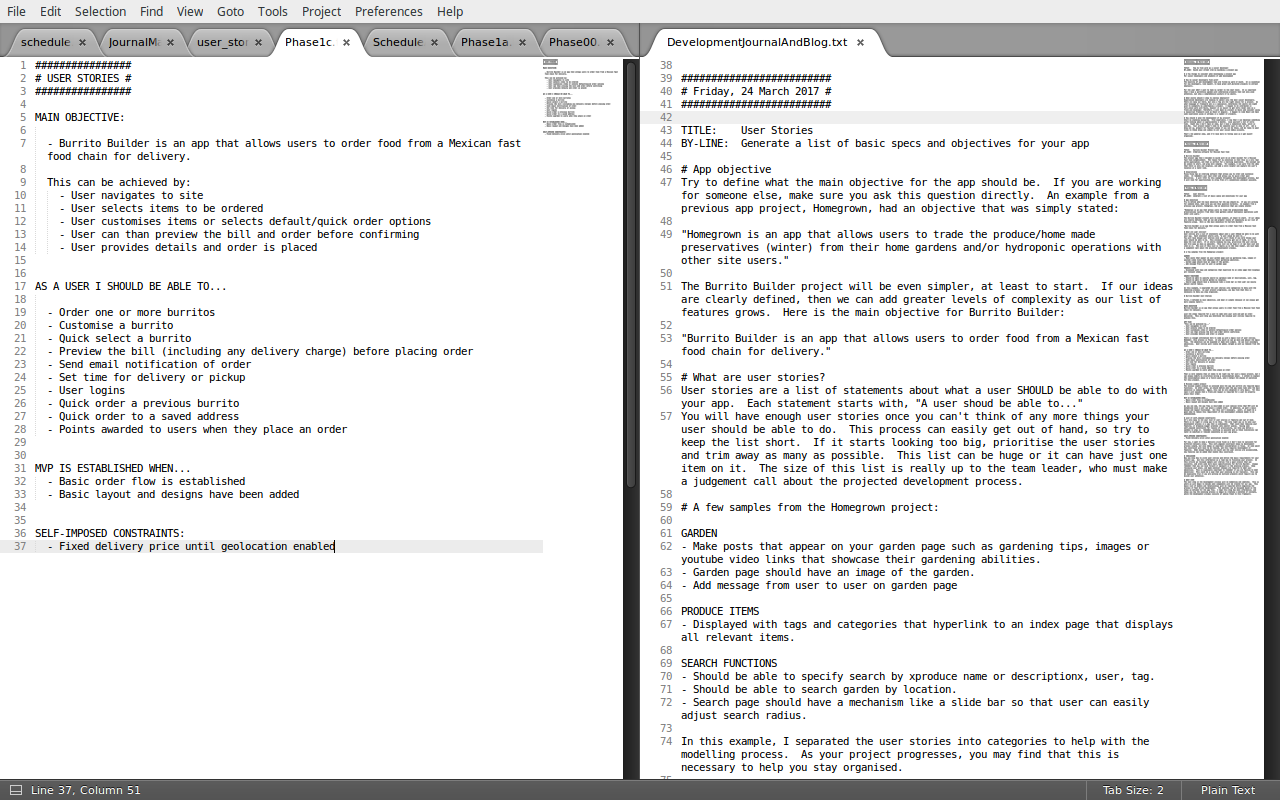 File Edit Selection Find View Goto Tools Project Preferences Help
schedule × JournalMa × user_stor × Phase1c. × Schedule. × Phase1a. × Phase00. × DevelopmentJournalAndBlog.txt ×
1 ################
2 # USER STORIES #
3 ################
4
5 MAIN OBJECTIVE:
6
7 - Burrito Builder is an app that allows users to order food from a Mexican fast
food chain for delivery.
8
9 This can be achieved by:
10 - User navigates to site
11 - User selects items to be ordered
12 - User customises items or selects default/quick order options
13 - User can than preview the bill and order before confirming
14 - User provides details and order is placed
15
16
17 AS A USER I SHOULD BE ABLE TO...
18
19 - Order one or more burritos
20 - Customise a burrito
21 - Quick select a burrito
22 - Preview the bill (including any delivery charge) before placing order
23 - Send email notification of order
24 - Set time for delivery or pickup
25 - User logins
26 - Quick order a previous burrito
27 - Quick order to a saved address
28 - Points awarded to users when they place an order
29
30
31 MVP IS ESTABLISHED WHEN...
32 - Basic order flow is established
33 - Basic layout and designs have been added
34
35
36 SELF-IMPOSED CONSTRAINTS:
37 - Fixed delivery price until geolocation enabled
38
39 #########################
40 # Friday, 24 March 2017 #
41 #########################
42
43 TITLE: User Stories
44 BY-LINE: Generate a list of basic specs and objectives for your app
45
46 # App objective
47 Try to define what the main objective for the app should be. If you are working
for someone else, make sure you ask this question directly. An example from a
previous app project, Homegrown, had an objective that was simply stated:
48
49 "Homegrown is an app that allows users to trade the produce/home made
preservatives (winter) from their home gardens and/or hydroponic operations with
other site users."
50
51 The Burrito Builder project will be even simpler, at least to start. If our ideas
are clearly defined, then we can add greater levels of complexity as our list of
features grows. Here is the main objective for Burrito Builder:
52
53 "Burrito Builder is an app that allows users to order food from a Mexican fast
food chain for delivery."
54
55 # What are user stories?
56 User stories are a list of statements about what a user SHOULD be able to do with
your app. Each statement starts with, "A user shoud be able to..."
57 You will have enough user stories once you can't think of any more things your
user should be able to do. This process can easily get out of hand, so try to
keep the list short. If it starts looking too big, prioritise the user stories
and trim away as many as possible. This list can be huge or it can have just one
item on it. The size of this list is really up to the team leader, who must make
a judgement call about the projected development process.
58
59 # A few samples from the Homegrown project:
60
61 GARDEN
62 - Make posts that appear on your garden page such as gardening tips, images or
youtube video links that showcase their gardening abilities.
63 - Garden page should have an image of the garden.
64 - Add message from user to user on garden page
65
66 PRODUCE ITEMS
67 - Displayed with tags and categories that hyperlink to an index page that displays
all relevant items.
68
69 SEARCH FUNCTIONS
70 - Should be able to specify search by xproduce name or descriptionx, user, tag.
71 - Should be able to search garden by location.
72 - Search page should have a mechanism like a slide bar so that user can easily
adjust search radius.
73
74 In this example, I separated the user stories into categories to help with the
modelling process. As your project progresses, you may find that this is
necessary to help you stay organised.
Line 37, Column 51 Tab Size: 2 Plain Text